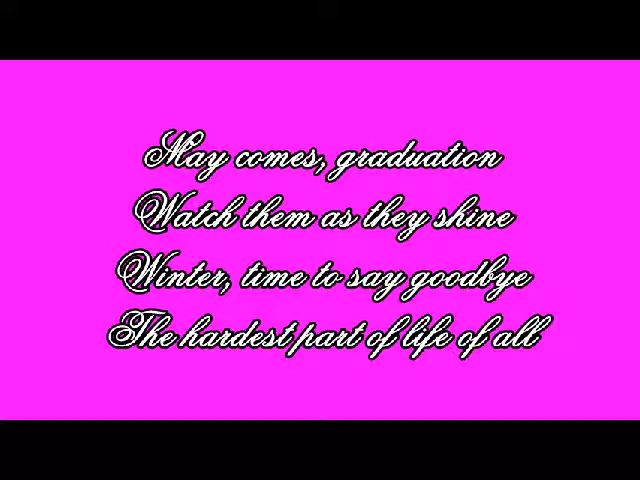 May comes, graduation
Watch them as they shine
Winter, time to say goodbye
The hardest part of life of all